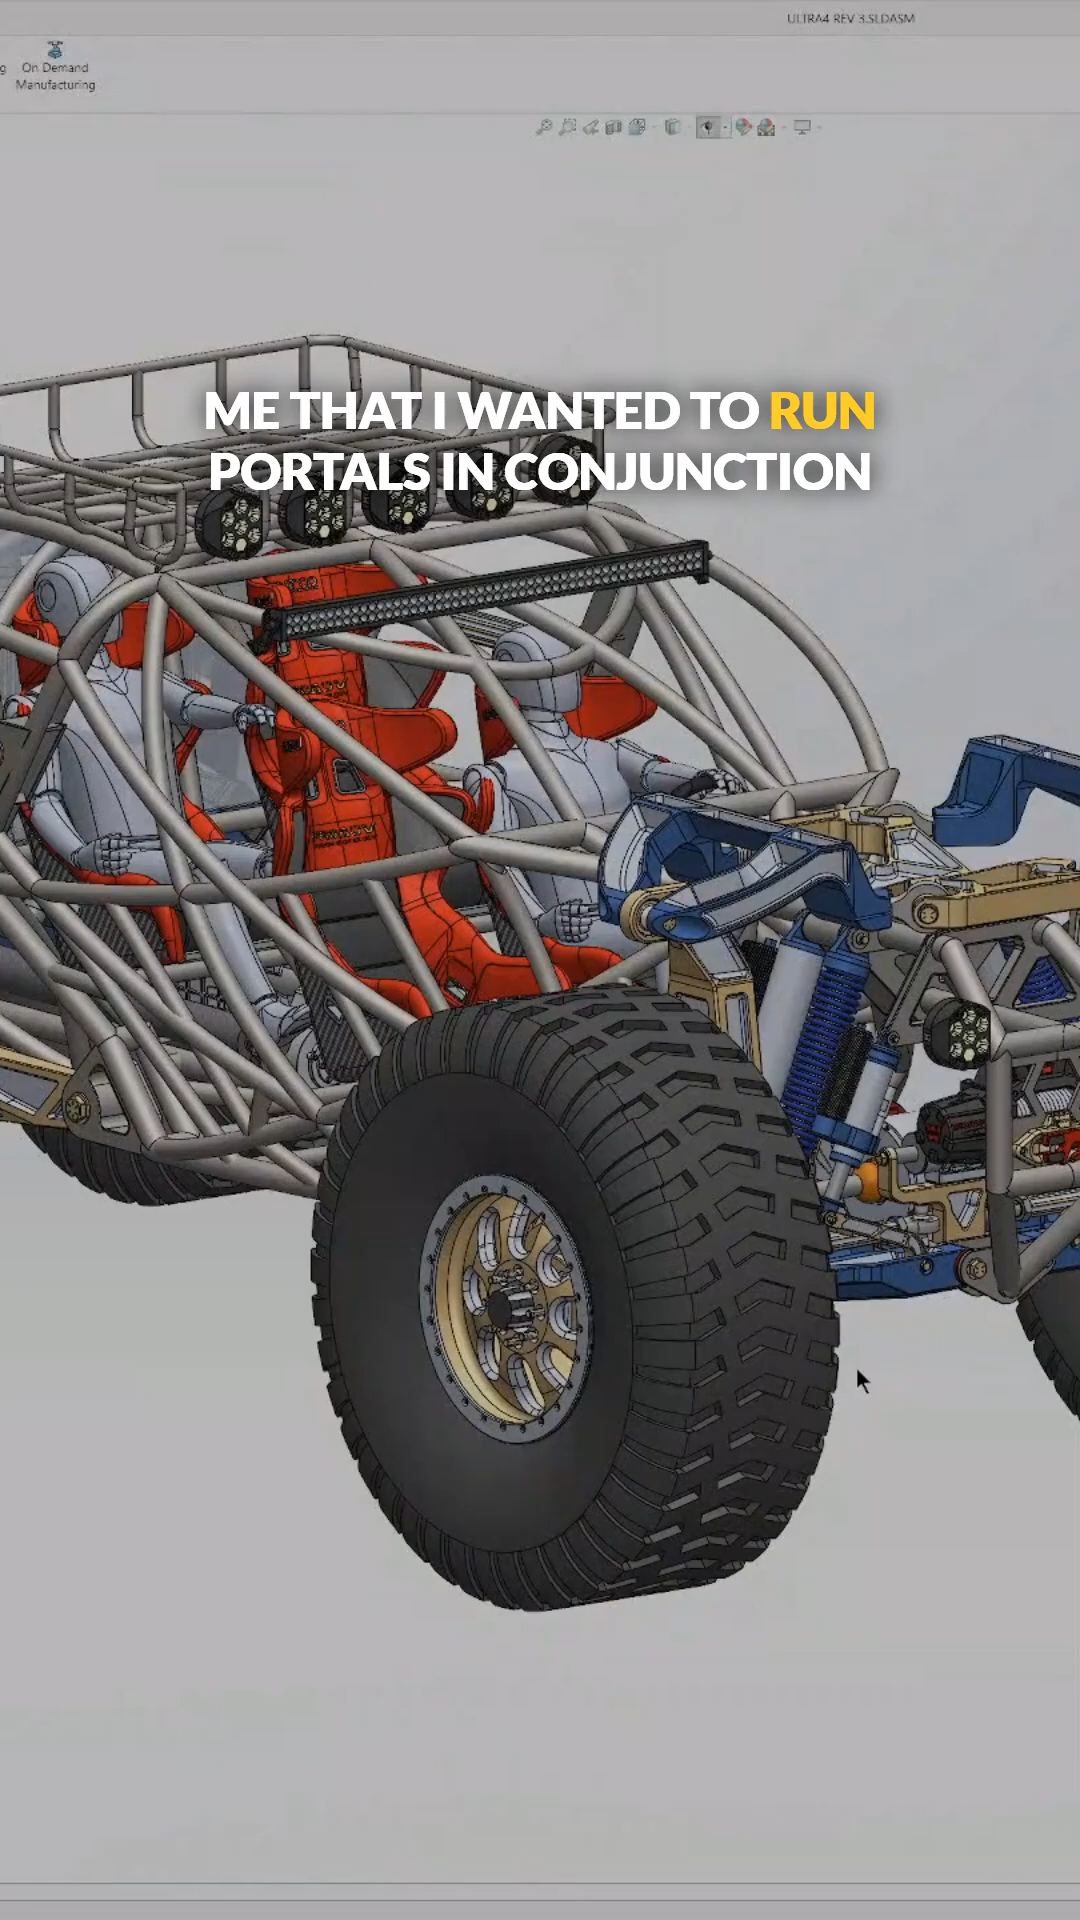 ULTRA4 REV 3.SLDASM
g On Demand
Manufacturing
ME THAT I WANTED TO RUN
PORTALS IN CONJUNCTION